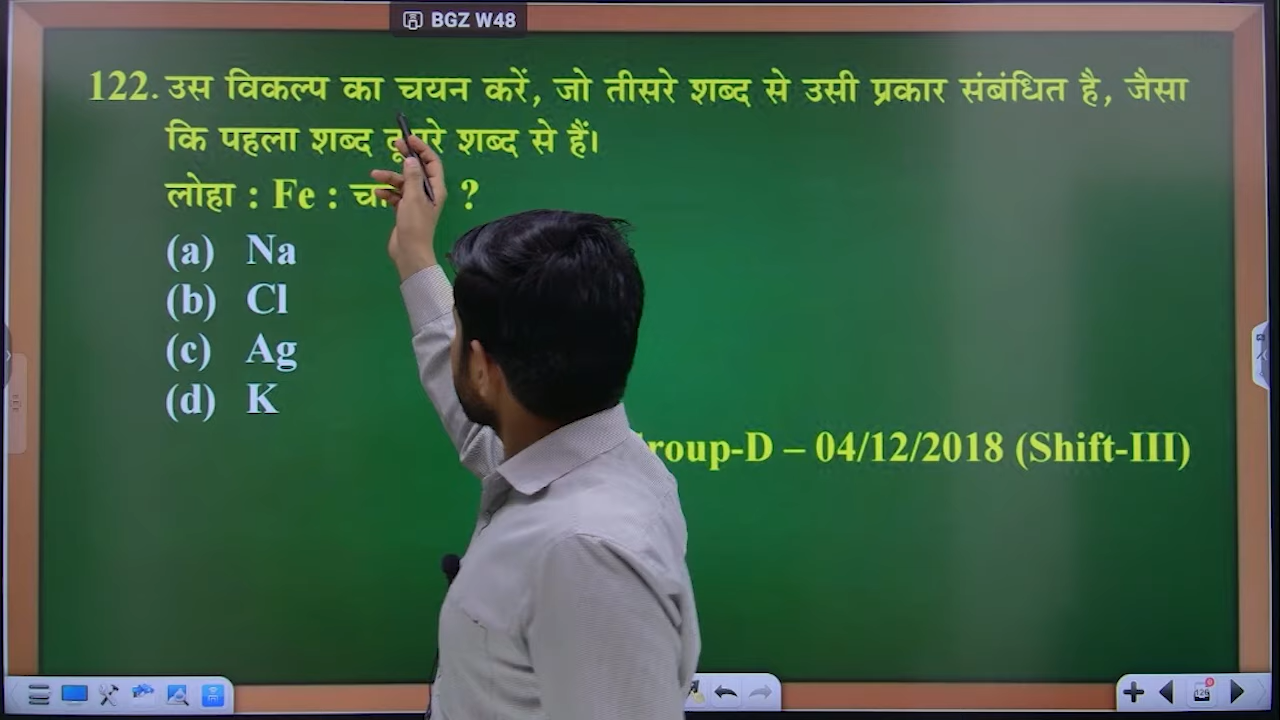 BGZ W48
122. उस विकल्प का चयन करें, जो तीसरे शब्द से उसी प्रकार संबंधित है, जैसा
कि पहला शब्द शब्द से हैं।
लोहा : Fe : ?
(a) Na
(b) Cl
(c) Ag
(d) K
roup-D – 04/12/2018 (Shift-III)